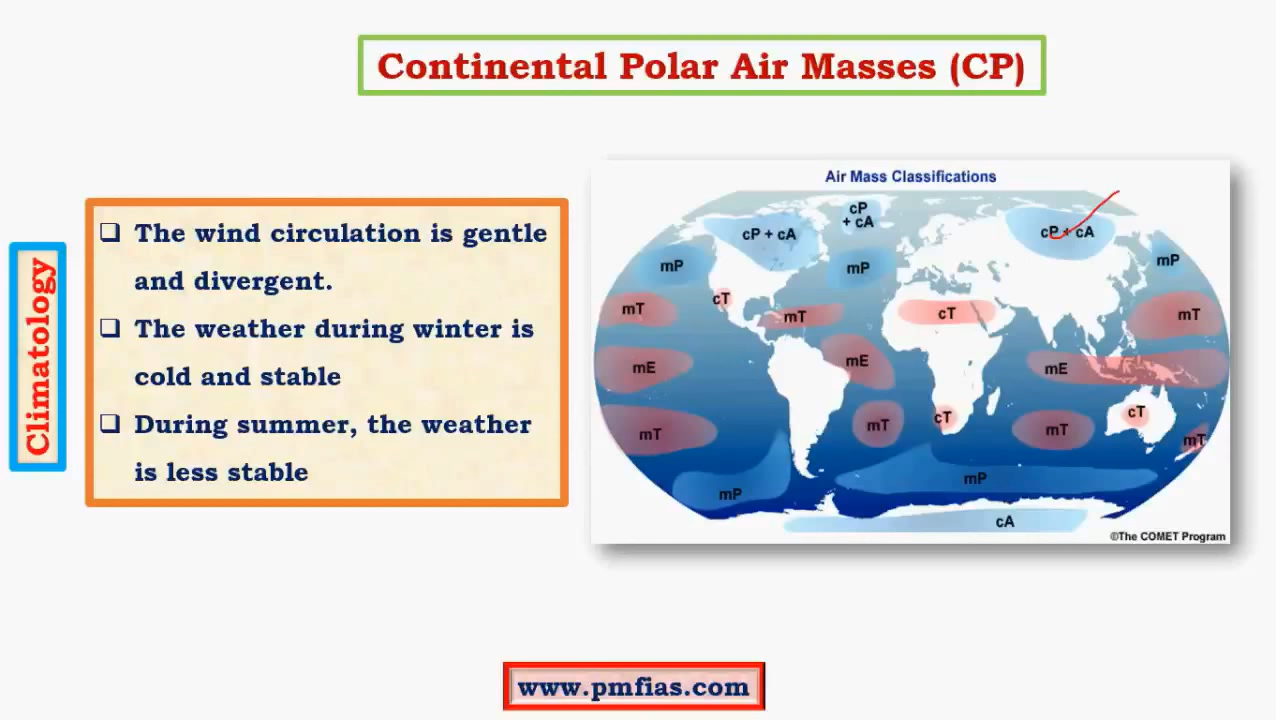 Continental Polar Air Masses (CP)
Climatology
❑ The wind circulation is gentle
and divergent.
❑ The weather during winter is
cold and stable
❑ During summer, the weather
is less stable
Air Mass Classifications
cP
+ cA
cP + cA
cP + cA
mP
mP
mP
cT
mT
mT
cT
mT
mE
mE
mE
mT
mT
cT
mT
cT
mT
mP
mP
cA
©The COMET Program
www.pmfias.com